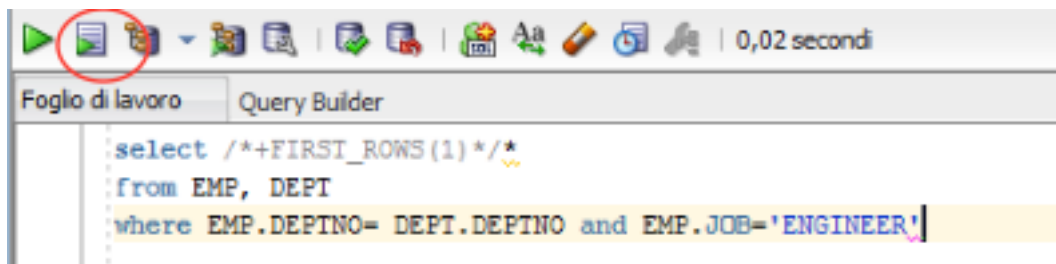 0,02 secondi
Foglio di lavoro Query Builder
select /*+FIRST_ROWS(1)*/*
from EMP, DEPT
where EMP.DEPTNO= DEPT.DEPTNO and EMP.JOB='ENGINEER'